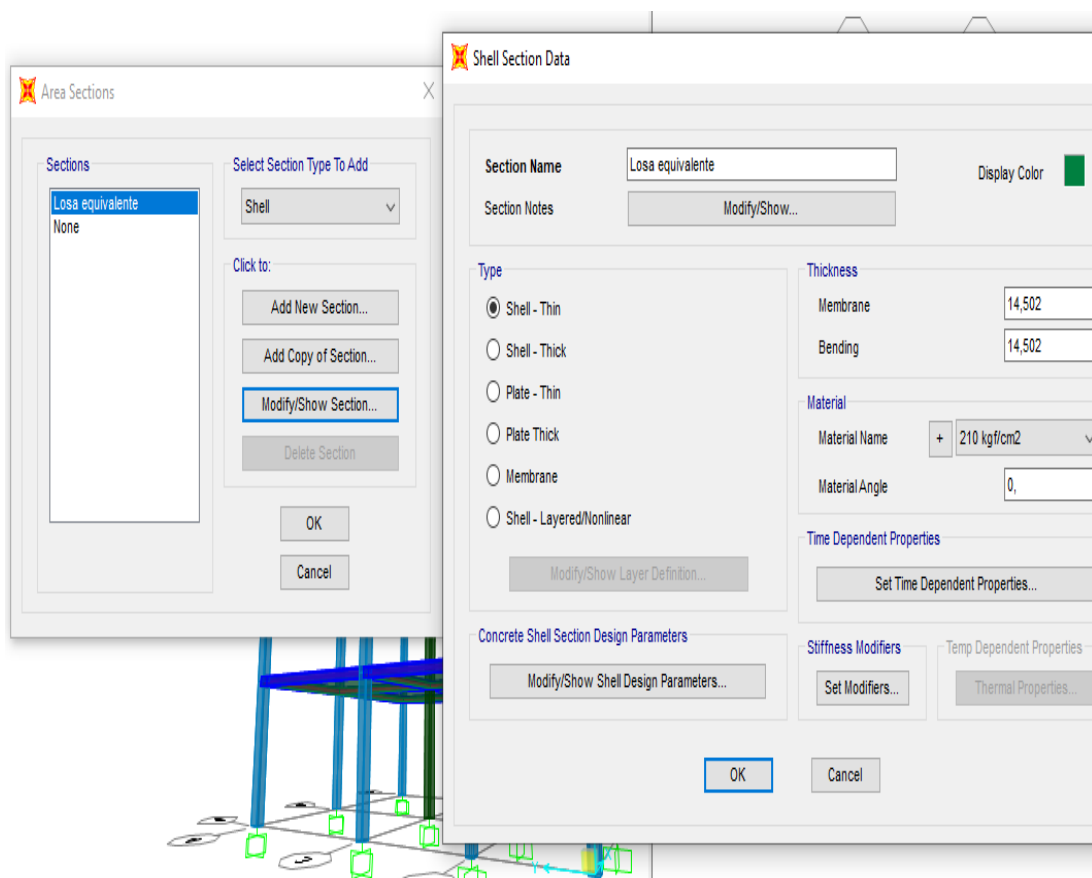 Area Sections
Sections
Losa equivalente
None
Select Section Type To Add
Shell
Click to:
Add New Section...
Add Copy of Section...
Modify/Show Section...
Delete Section
OK
Cancel
Shell Section Data
Section Name
Losa equivalente
Display Color
Section Notes
Modify/Show...
Type
Shell - Thin
Shell - Thick
Plate - Thin
Plate Thick
Membrane
Shell - Layered/Nonlinear
Modify/Show Layer Definition...
Concrete Shell Section Design Parameters
Modify/Show Shell Design Parameters...
Thickness
Membrane
14,502
Bending
14,502
Material
Material Name
+
210 kgf/cm2
Material Angle
0,
Time Dependent Properties
Set Time Dependent Properties...
Stiffness Modifiers
Set Modifiers...
Temp Dependent Properties
Thermal Properties...
OK
Cancel